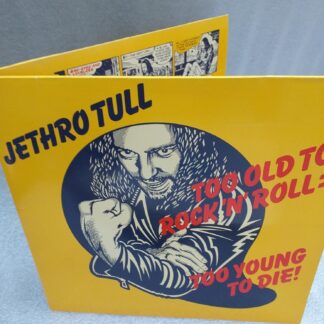 JETHRO TULL
TOO OLD TO
ROCK 'N' ROLL:
TOO YOUNG
TO DIE!